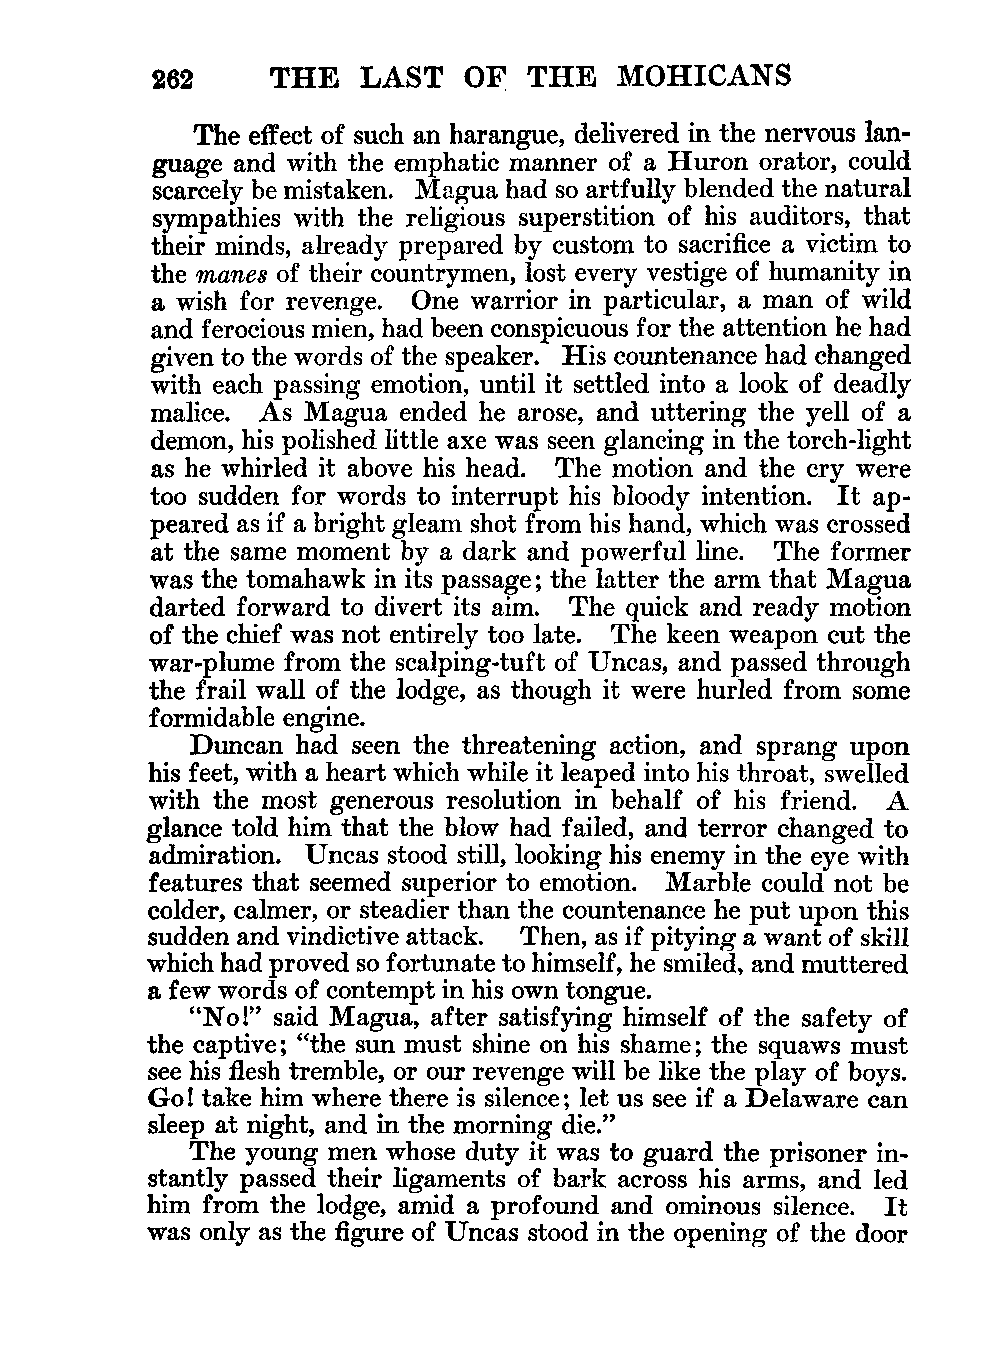 262 THE LAST OF THE MOHICANS
The effect of such an harangue, delivered in the nervous lan-
guage and with the emphatic manner of a Huron orator, could
scarcely be mistaken. Magua had so artfully blended the natural
sympathies with the religious superstition of his auditors, that
their minds, already prepared by custom to sacrifice a victim to
the manes of their countrymen, lost every vestige of humanity in
a wish for revenge. One warrior in particular, a man of wild
and ferocious mien, had been conspicuous for the attention he had
given to the words of the speaker. His countenance had changed
with each passing emotion, until it settled into a look of deadly
malice. As Magua ended he arose, and uttering the yell of a
demon, his polished little axe was seen glancing in the torch-light
as he whirled it above his head. The motion and the cry were
too sudden for words to interrupt his bloody intention. It ap-
peared as if a bright gleam shot from his hand, which was crossed
at the same moment by a dark and powerful line. The former
was the tomahawk in its passage; the latter the arm that Magua
darted forward to divert its aim. The quick and ready motion
of the chief was not entirely too late. The keen weapon cut the
war-plume from the scalping-tuft of Uncas, and passed through
the frail wall of the lodge, as though it were hurled from some
formidable engine.
Duncan had seen the threatening action, and sprang upon
his feet, with a heart which while it leaped into his throat, swelled
with the most generous resolution in behalf of his friend. A
glance told him that the blow had failed, and terror changed to
admiration. Uncas stood still, looking his enemy in the eye with
features that seemed superior to emotion. Marble could not be
colder, calmer, or steadier than the countenance he put upon this
sudden and vindictive attack. Then, as if pitying a want of skill
which had proved so fortunate to himself, he smiled, and muttered
a few words of contempt in his own tongue.
“No!” said Magua, after satisfying himself of the safety of
the captive; “the sun must shine on his shame; the squaws must
see his flesh tremble, or our revenge will be like the play of boys.
Go! take him where there is silence; let us see if a Delaware can
sleep at night, and in the morning die.”
The young men whose duty it was to guard the prisoner in-
stantly passed their ligaments of bark across his arms, and led
him from the lodge, amid a profound and ominous silence. It
was only as the figure of Uncas stood in the opening of the door